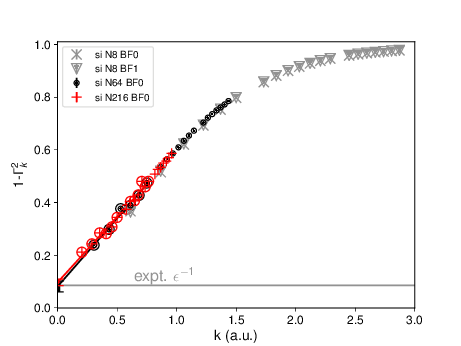 si N8 BF0
si N8 BF1
si N64 BF0
si N216 BF0
1.0
0.8
0.6
0.4
0.2
0.0
1-Γ²ₖ
expt. ϵ⁻¹
0.0 0.5 1.0 1.5 2.0 2.5 3.0
k (a.u.)